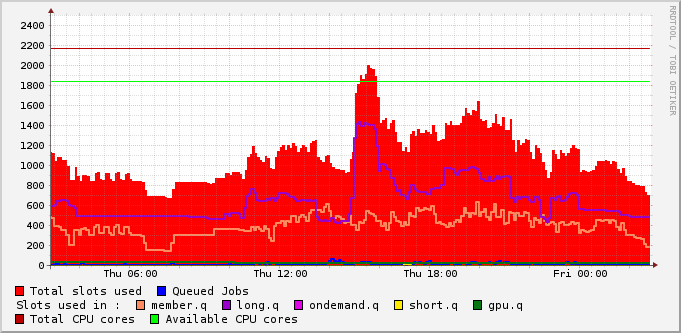 RRDTOOL / TOBI OETIKER
2400
2200
2000
1800
1600
1400
1200
1000
800
600
400
200
0
Thu 06:00 Thu 12:00 Thu 18:00 Fri 00:00
Total slots used Queued Jobs
Slots used in : member.q long.q ondemand.q short.q gpu.q
Total CPU cores Available CPU cores